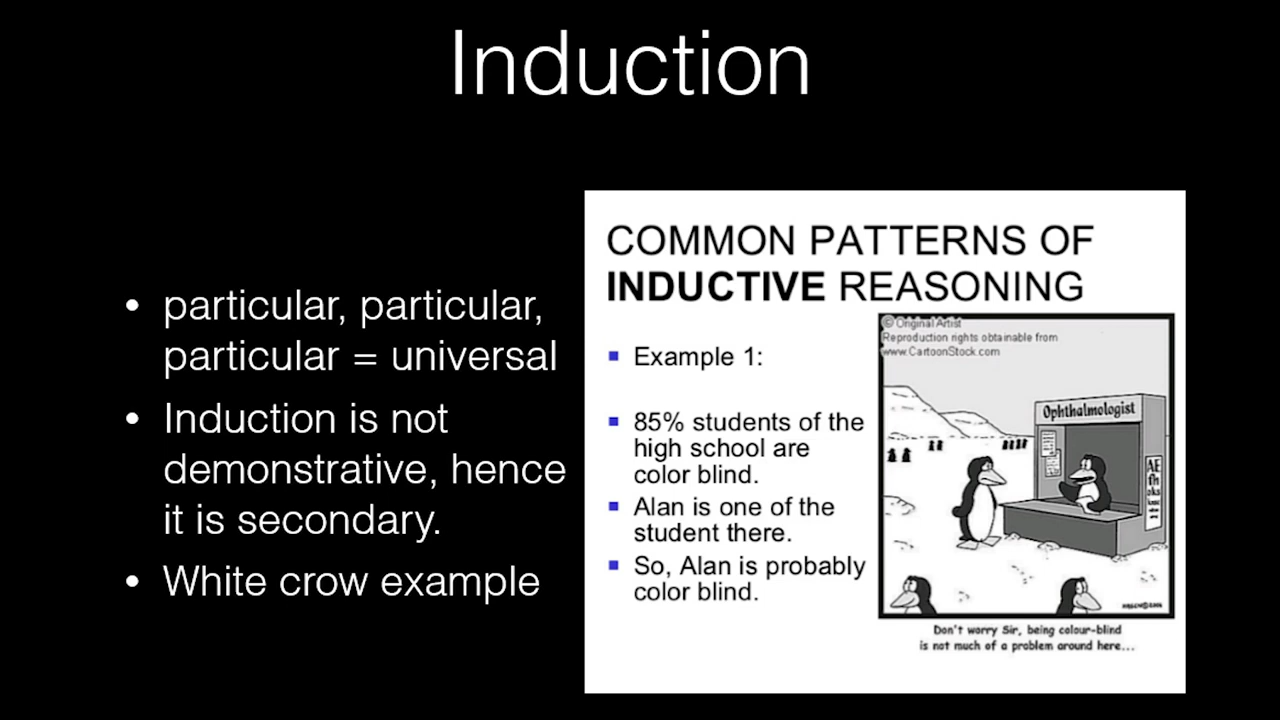 Induction
• particular, particular,
particular = universal
• Induction is not
demonstrative, hence
it is secondary.
• White crow example
COMMON PATTERNS OF
INDUCTIVE REASONING
Example 1:
85% students of the
high school are
color blind.
Alan is one of the
student there.
So, Alan is probably
color blind.
© Original Artist
Reproduction rights obtainable from
www.CartoonStock.com
Ophthalmologist
Don't worry Sir, being colour-blind
is not much of a problem around here...